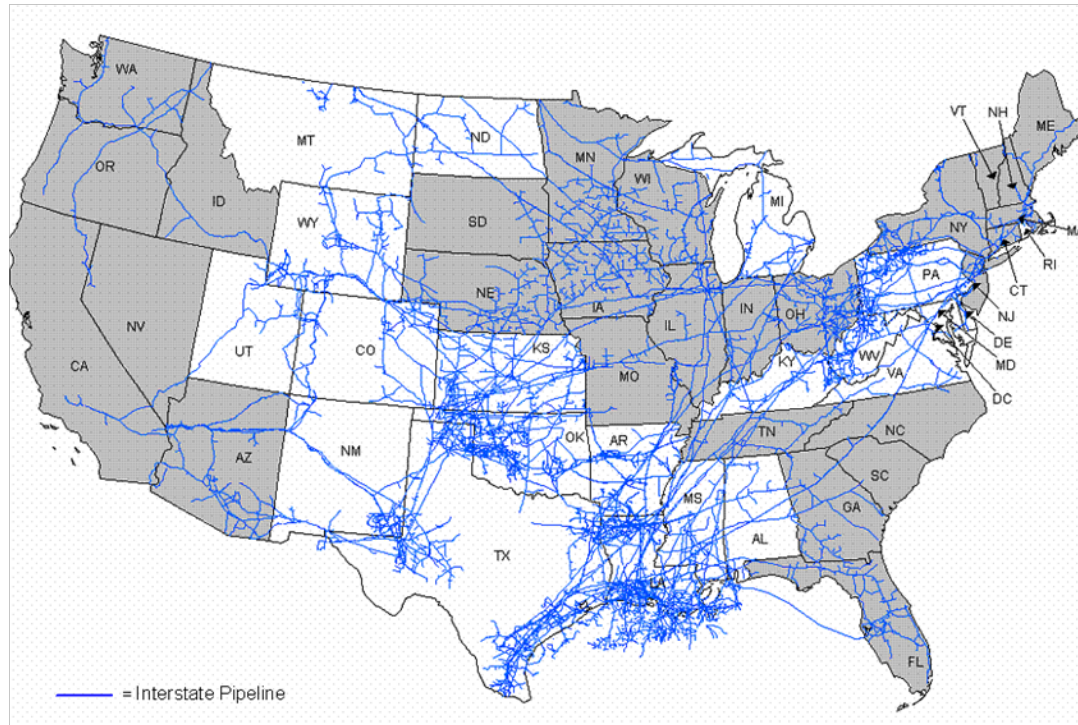 WA
MT
ND
VT
NH
ME
OR
MN
ID
WI
SD
MI
WY
NY
MA
RI
NE
IA
PA
CT
NV
IL
IN
OH
NJ
UT
CO
KS
DE
CA
MO
KY
WV
MD
VA
DC
TN
NC
OK
AR
AZ
NM
SC
MS
GA
AL
TX
LA
FL
= Interstate Pipeline